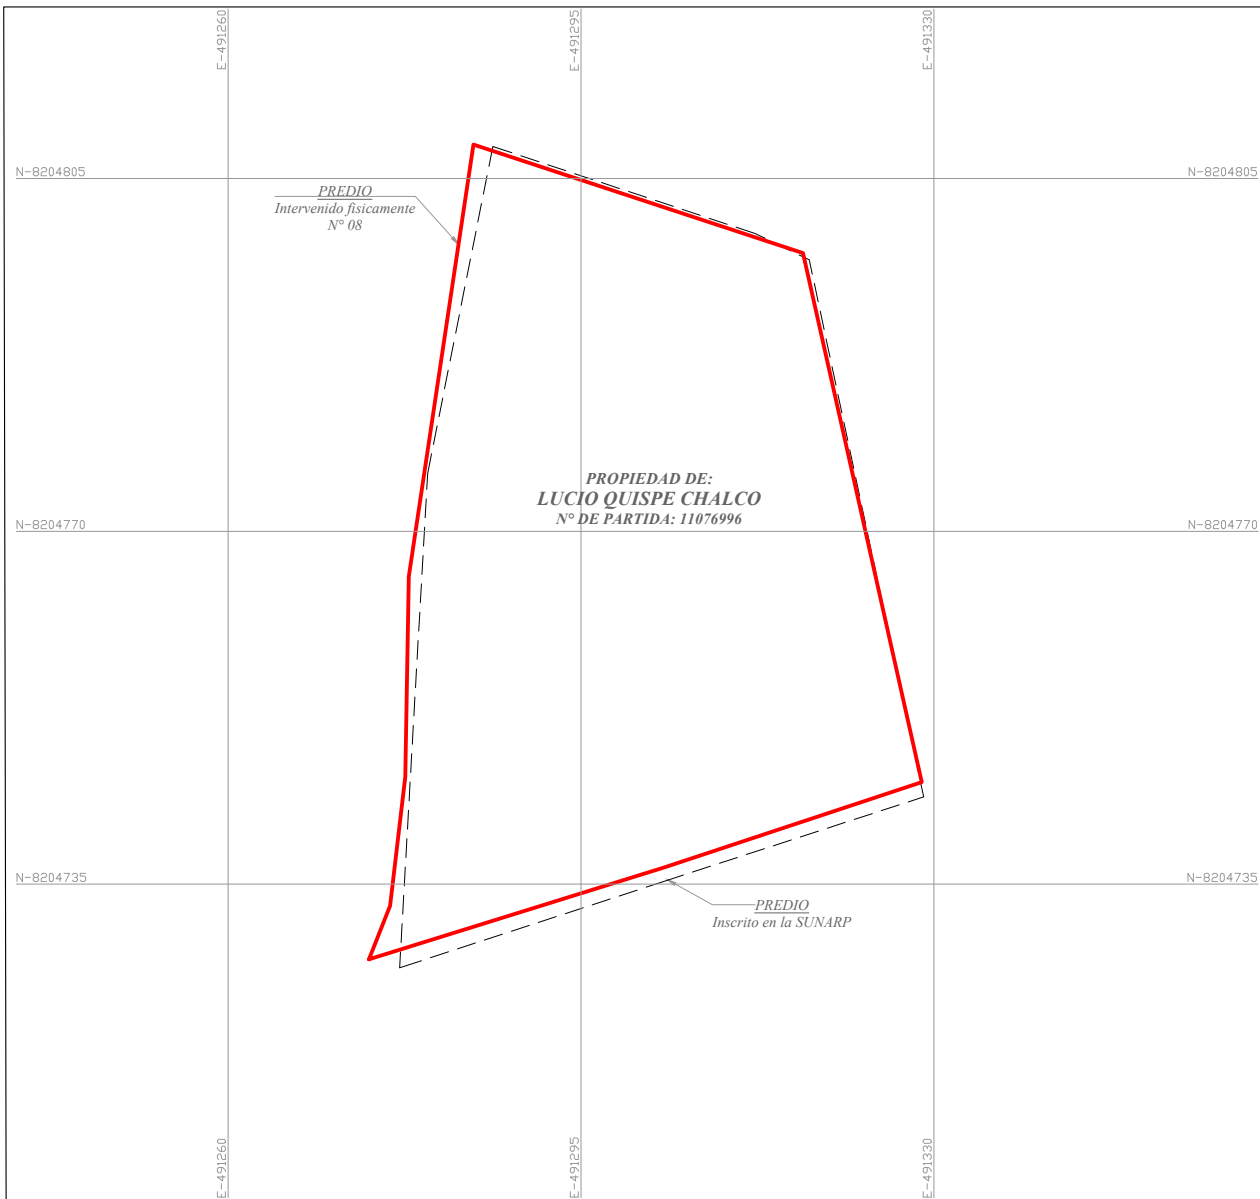 E-491260
E-491295
E-491330
N-8204805
N-8204805
PREDIO
Intervenido fisicamente
N° 08
PROPIEDAD DE:
LUCIO QUISPE CHALCO
N° DE PARTIDA: 11076996
N-8204770
N-8204770
N-8204735
N-8204735
PREDIO
Inscrito en la SUNARP
E-491260
E-491295
E-491330